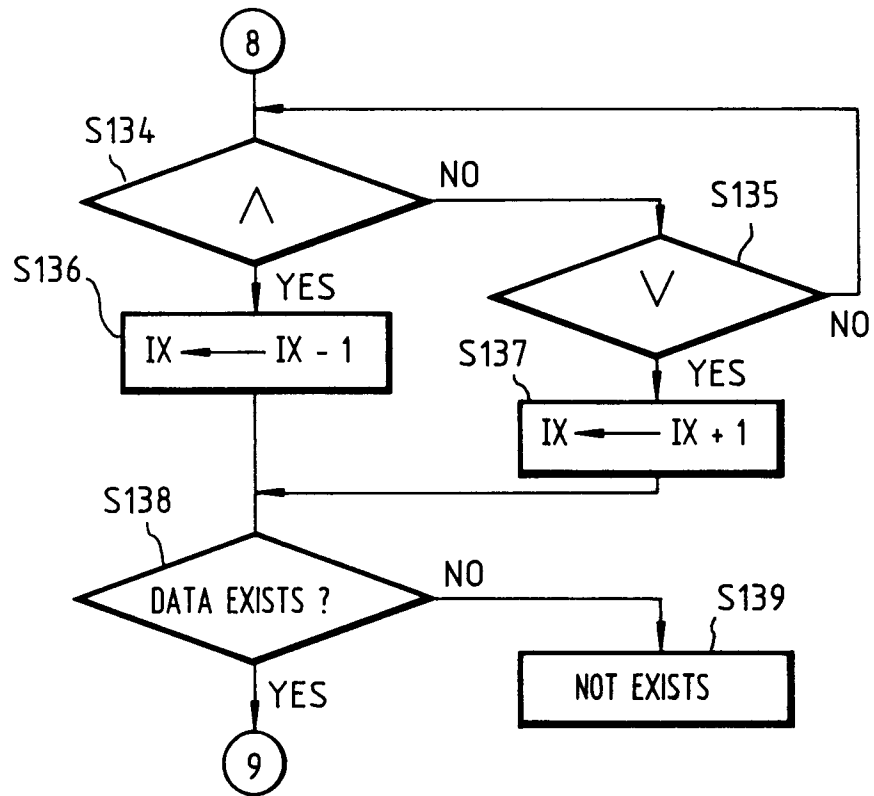 8
S134
∧
NO
S135
∨
NO
S136
YES
IX ← IX - 1
S137
YES
IX ← IX + 1
S138
DATA EXISTS ?
NO
S139
NOT EXISTS
YES
9